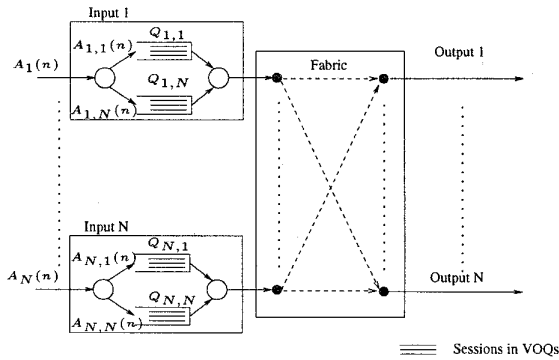 Input 1
A1,1(n)
Q1,1
A1(n)
Q1,N
A1,N(n)
Fabric
Output 1
Input N
AN,1(n)
QN,1
AN(n)
QN,N
AN,N(n)
Output N
Sessions in VOQs